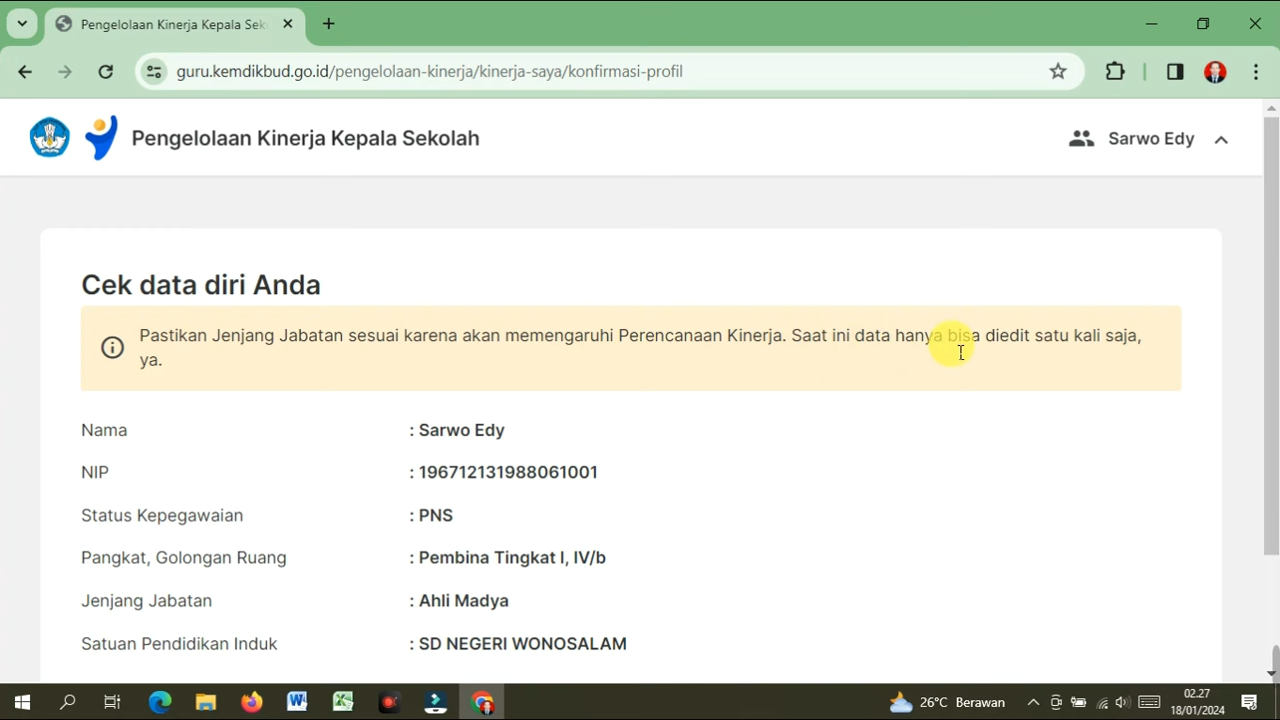 Pengelolaan Kinerja Kepala Sek
guru.kemdikbud.go.id/pengelolaan-kinerja/kinerja-saya/konfirmasi-profil
Pengelolaan Kinerja Kepala Sekolah
Sarwo Edy
Cek data diri Anda
Pastikan Jenjang Jabatan sesuai karena akan memengaruhi Perencanaan Kinerja. Saat ini data hanya bisa diedit satu kali saja,
ya.
Nama : Sarwo Edy
NIP : 196712131988061001
Status Kepegawaian : PNS
Pangkat, Golongan Ruang : Pembina Tingkat I, IV/b
Jenjang Jabatan : Ahli Madya
Satuan Pendidikan Induk : SD NEGERI WONOSALAM
26°C Berawan
02.27
18/01/2024